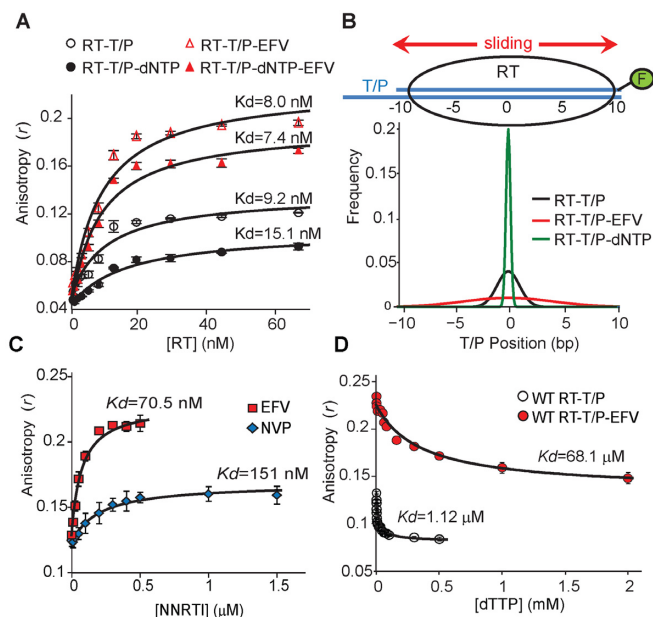 A
RT-T/P
RT-T/P-EFV
RT-T/P-dNTP
RT-T/P-dNTP-EFV
Anisotropy (r)
0.2
0.16
0.12
0.08
0.04
Kd=8.0 nM
Kd=7.4 nM
Kd=9.2 nM
Kd=15.1 nM
0 20 40 60
[RT] (nM)
B
sliding
RT
F
T/P
-10 -5 0 5 10
Frequency
0.2
0.15
0.1
0.05
0
RT-T/P
RT-T/P-EFV
RT-T/P-dNTP
-10 -5 0 5 10
T/P Position (bp)
C
Anisotropy (r)
0.25
0.2
0.15
0.1
Kd=70.5 nM
EFV
NVP
Kd=151 nM
0 0.5 1.0 1.5
[NNRTI] (μM)
D
Anisotropy (r)
0.25
0.2
0.15
0.1
0.05
WT RT-T/P
WT RT-T/P-EFV
Kd=68.1 μM
Kd=1.12 μM
0 0.5 1 1.5 2
[dTTP] (mM)